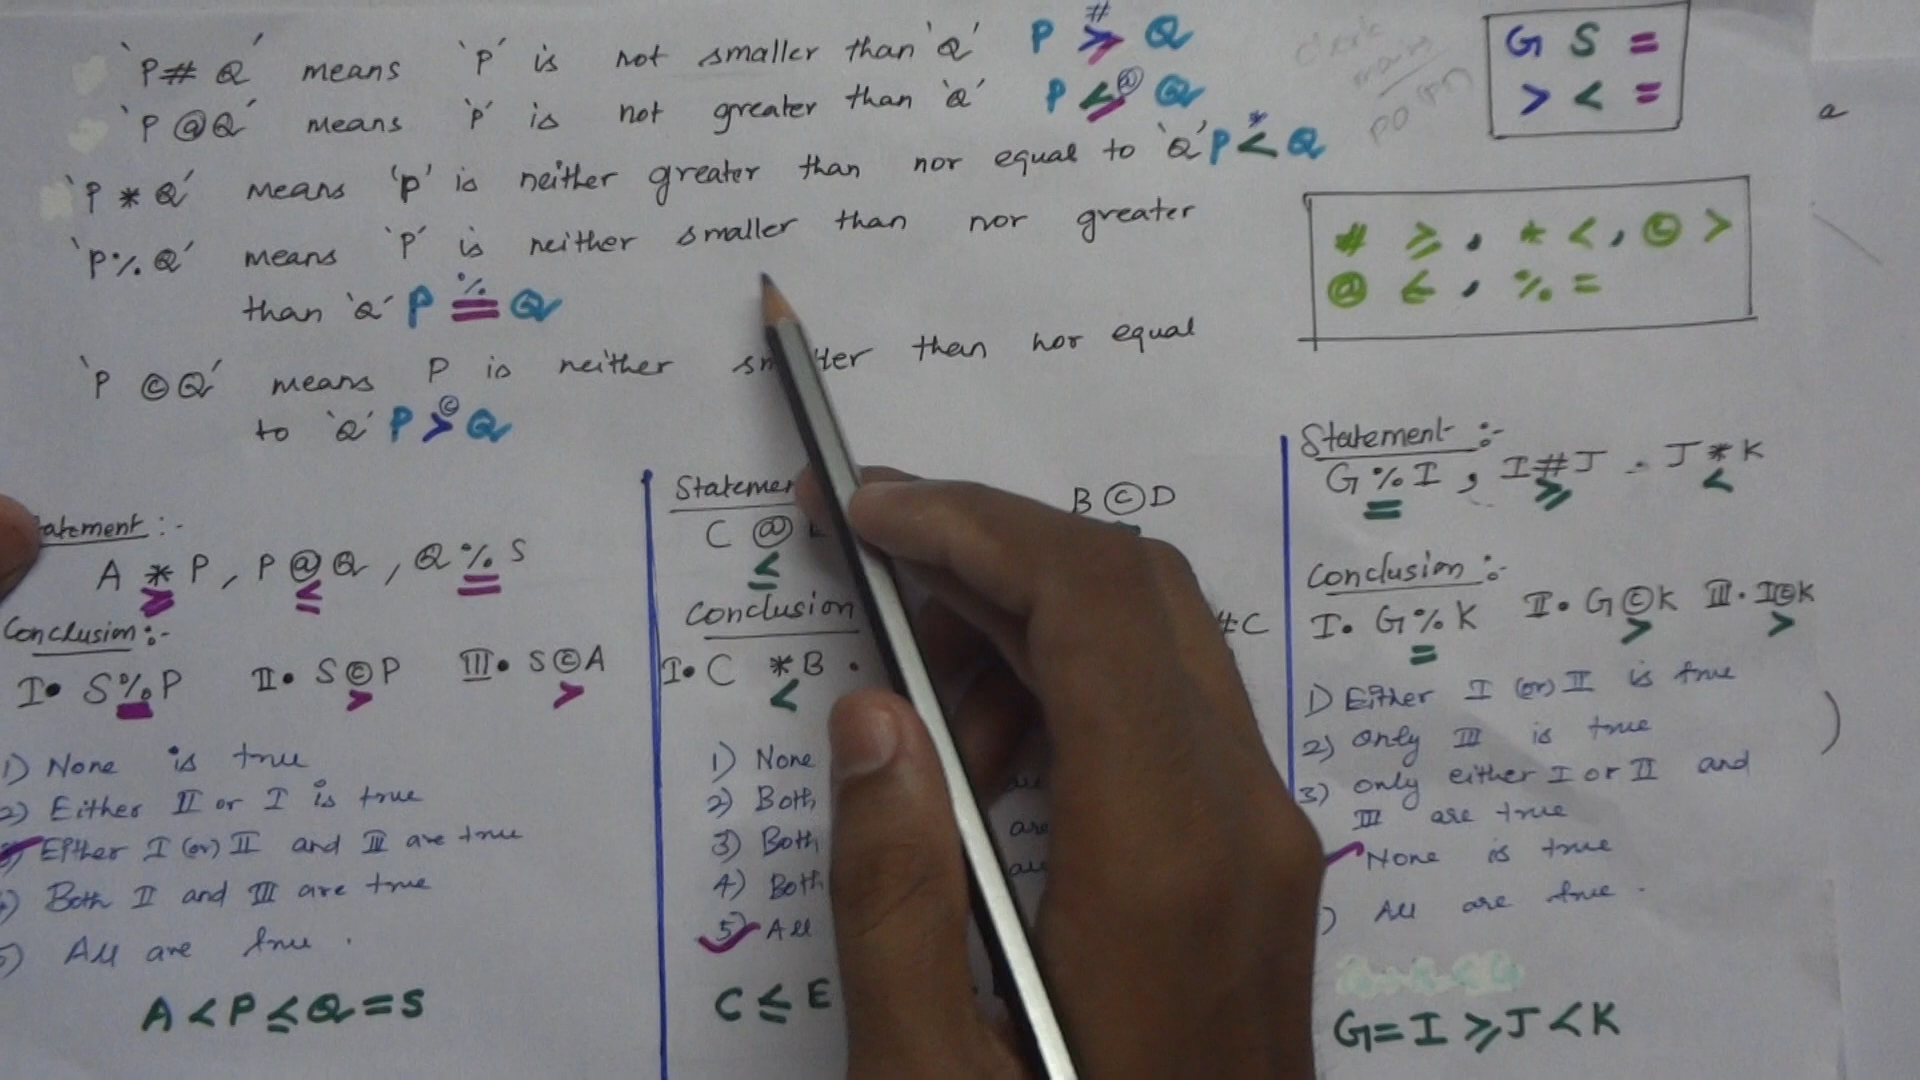 'P# Q' means 'P' is not smaller than 'Q' P #≥ Q
'P @Q' means 'P' is not greater than 'Q' P ≤@ Q
'P * Q' means 'P' is neither greater than nor equal to 'Q' P *< Q
'P % Q' means 'P' is neither smaller than nor greater
than 'Q' P %= Q
'P © Q' means P is neither than nor equal
to 'Q' P >© Q
G S =
> < =
# ≥, * <, © >
@ ≤, % =
a
Statement :-
A * P, P @ Q, Q % S
≤ =
Conclusion :-
I. S % P II. S © P III. S © A
= > >
1) None is true
2) Either II or I is true
3) Either I (or) II and III are true
4) Both II and III are true
5) All are true.
A < P ≤ Q = S
C @ B © D
≤
Conclusion
I. C * B . #C
<
1) None
2) Both
3) Both are
4) Both
5) All
C ≤ E
Statement :-
G % I, I # J, J * K
= ≥ <
Conclusion :-
I. G % K II. G © K III. I © K
= > >
1) Either I (or) II is true
2) only III is true
3) only either I or II and
III are true
None is true
) All are true.
G = I ≥ J < K